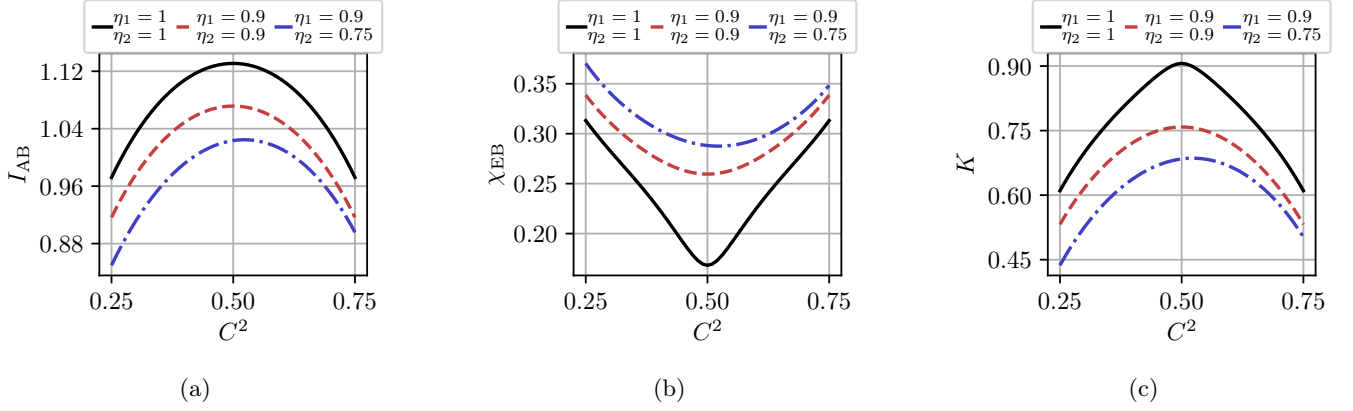 η₁ = 1 η₁ = 0.9 η₁ = 0.9
η₂ = 1 η₂ = 0.9 η₂ = 0.75
1.12
1.04
0.96
0.88
I_AB
0.25 0.50 0.75
C²
(a)
η₁ = 1 η₁ = 0.9 η₁ = 0.9
η₂ = 1 η₂ = 0.9 η₂ = 0.75
0.35
0.30
0.25
0.20
χ_EB
0.25 0.50 0.75
C²
(b)
η₁ = 1 η₁ = 0.9 η₁ = 0.9
η₂ = 1 η₂ = 0.9 η₂ = 0.75
0.90
0.75
0.60
0.45
K
0.25 0.50 0.75
C²
(c)